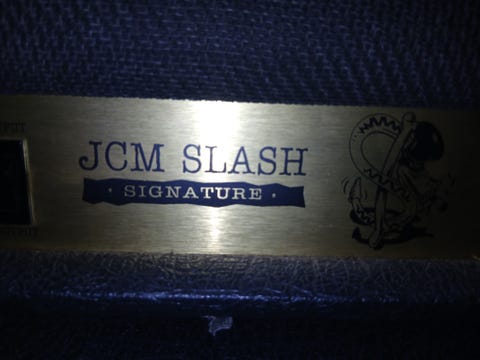 JCM SLASH
· SIGNATURE ·